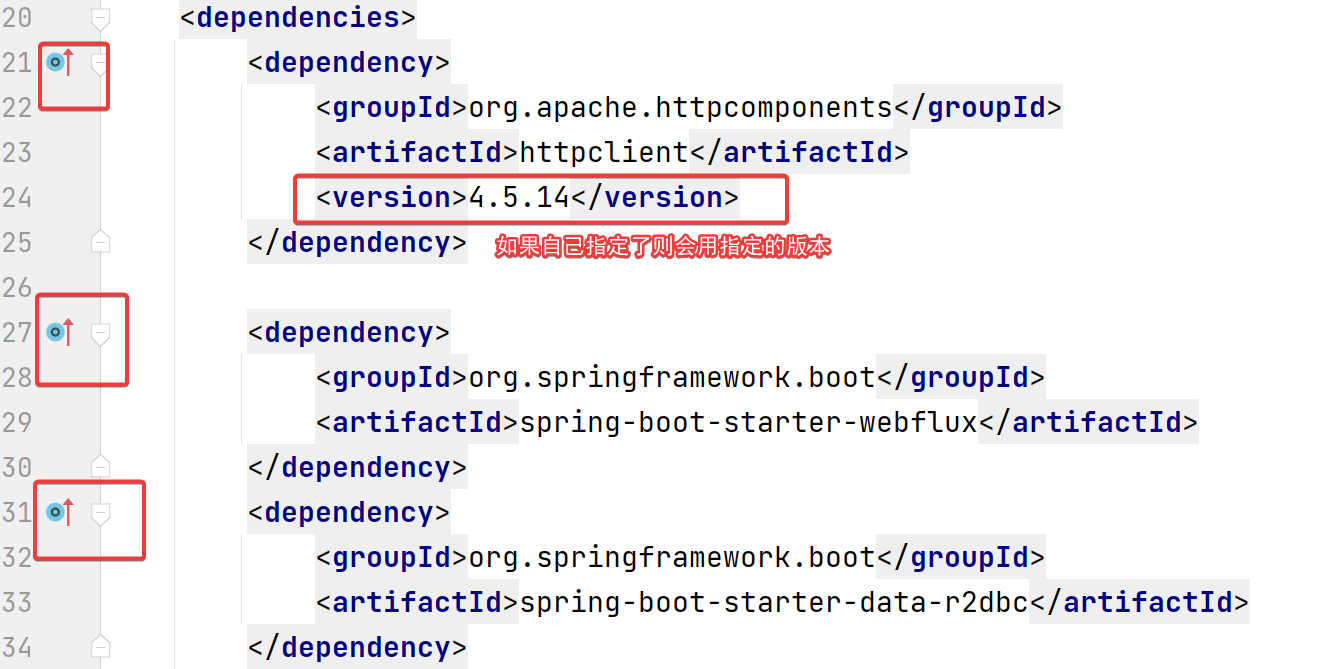 20 <dependencies>
21 <dependency>
22 <groupId>org.apache.httpcomponents</groupId>
23 <artifactId>httpclient</artifactId>
24 <version>4.5.14</version>
25 </dependency> 如果自己指定了则会用指定的版本
26
27 <dependency>
28 <groupId>org.springframework.boot</groupId>
29 <artifactId>spring-boot-starter-webflux</artifactId>
30 </dependency>
31 <dependency>
32 <groupId>org.springframework.boot</groupId>
33 <artifactId>spring-boot-starter-data-r2dbc</artifactId>
34 </dependency>